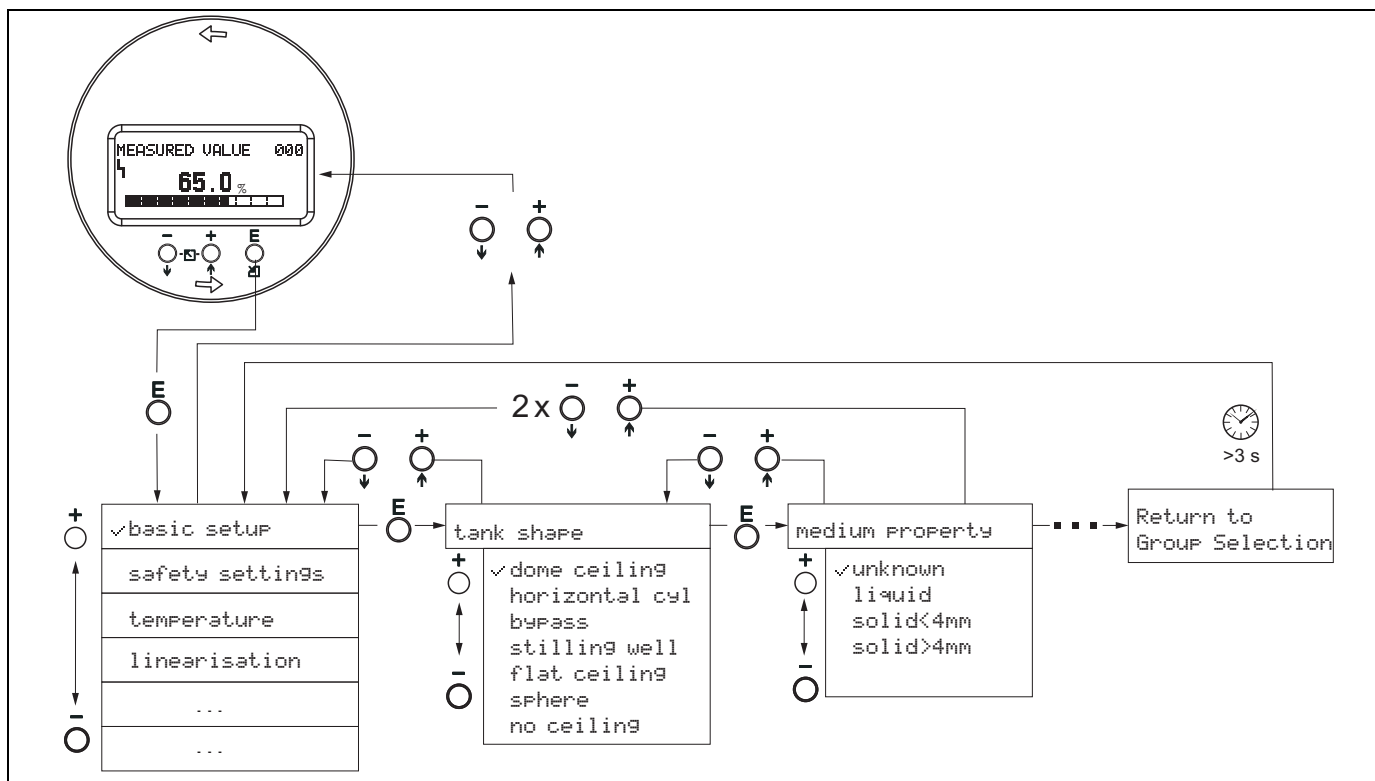 MEASURED VALUE 000
65.0 %
- + E
- +
E
2 x - +
- +
- +
>3 s
+
-
✓basic setup
safety settings
temperature
linearisation
...
...
E
tank shape
+
-
✓dome ceiling
horizontal cyl
bypass
stilling well
flat ceiling
sphere
no ceiling
E
medium property
+
-
✓unknown
liquid
solid<4mm
solid>4mm
Return to
Group Selection